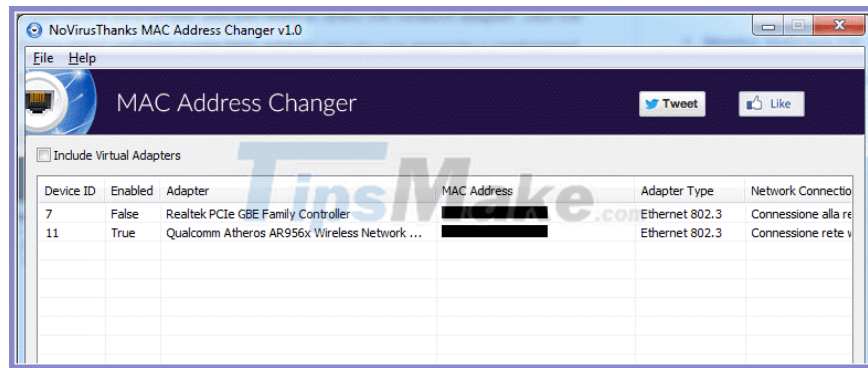 NoVirusThanks MAC Address Changer v1.0
File Help
MAC Address Changer
Tweet
Like
Include Virtual Adapters
TipsMake.com
Device ID Enabled Adapter MAC Address Adapter Type Network Connectio
7 False Realtek PCIe GBE Family Controller Ethernet 802.3 Connessione alla re
11 True Qualcomm Atheros AR956x Wireless Network ... Ethernet 802.3 Connessione rete w